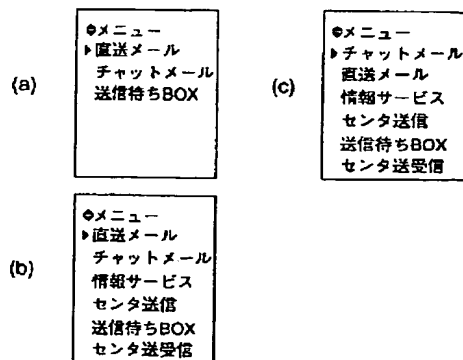 (a)
◆メニュー
▶直送メール
チャットメール
送信待ちBOX
(b)
◆メニュー
▶直送メール
チャットメール
情報サービス
センタ送信
送信待ちBOX
センタ送受信
(c)
◆メニュー
▶チャットメール
直送メール
情報サービス
センタ送信
送信待ちBOX
センタ送受信